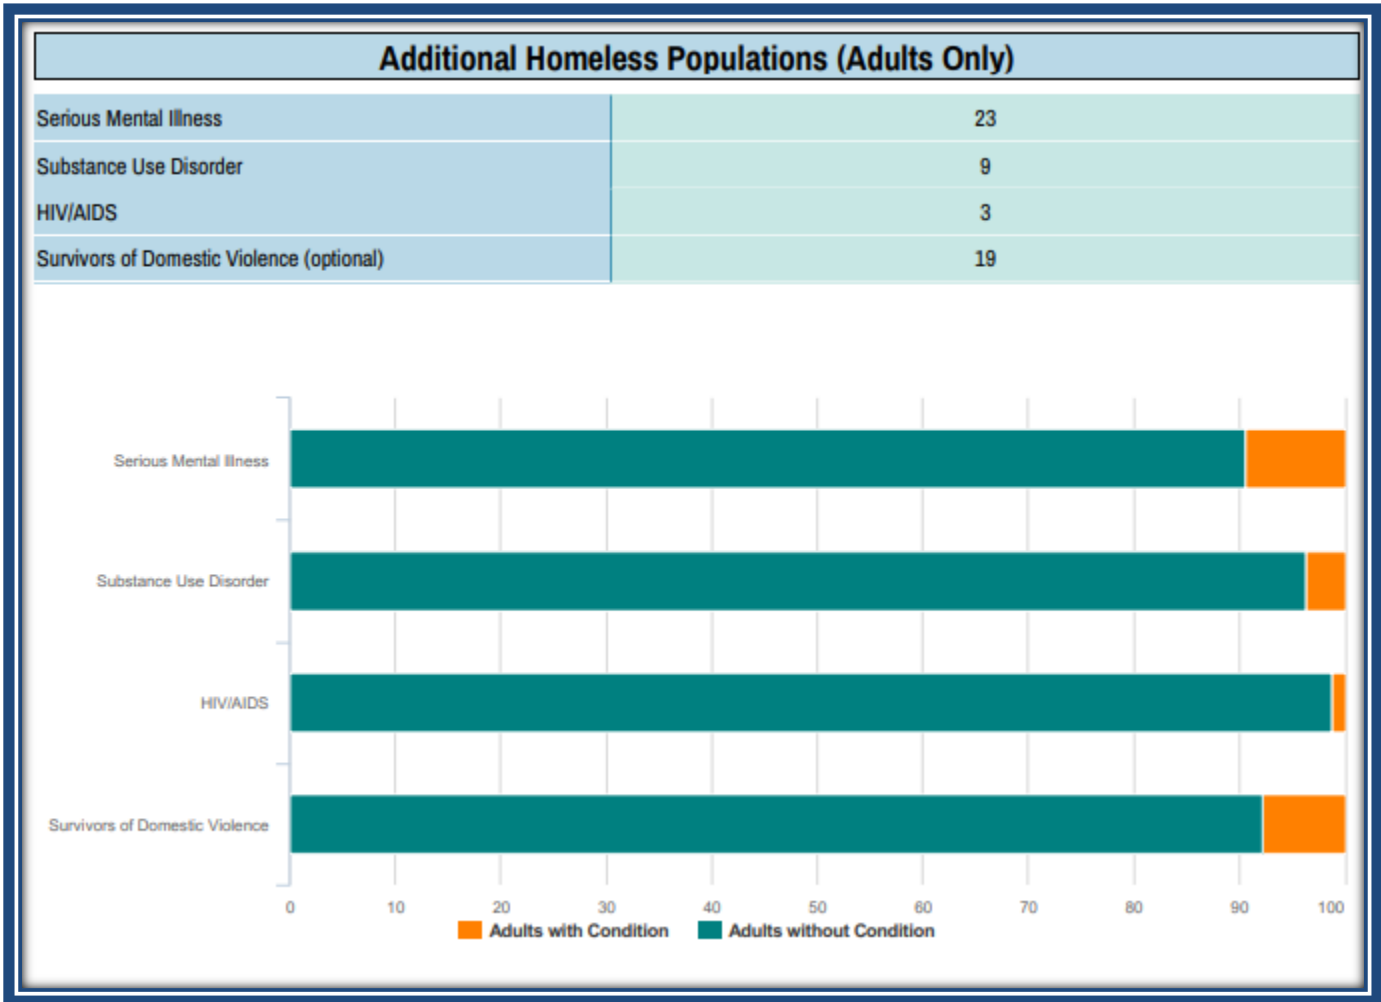 Additional Homeless Populations (Adults Only)
Serious Mental Illness 23
Substance Use Disorder 9
HIV/AIDS 3
Survivors of Domestic Violence (optional) 19
Serious Mental Illness
Substance Use Disorder
HIV/AIDS
Survivors of Domestic Violence
0 10 20 30 40 50 60 70 80 90 100
Adults with Condition Adults without Condition